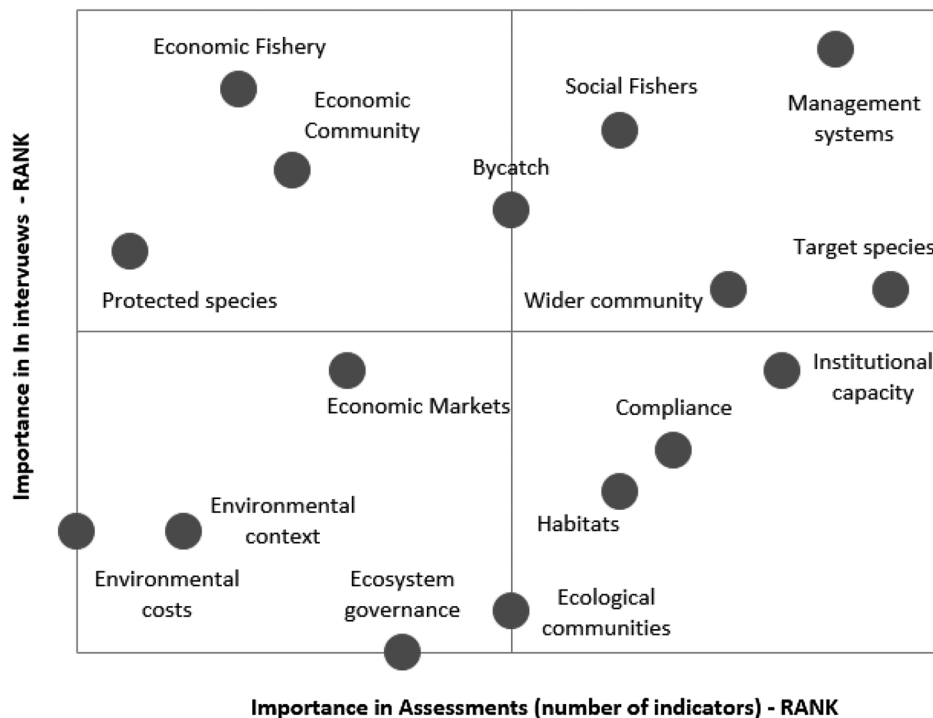 Economic Fishery
Economic
Community
Social Fishers
Management
systems
Bycatch
Protected species
Target species
Wider community
Economic Markets
Institutional
capacity
Compliance
Habitats
Environmental
context
Environmental
costs
Ecosystem
governance
Ecological
communities
Importance in In intervuews - RANK
Importance in Assessments (number of indicators) - RANK